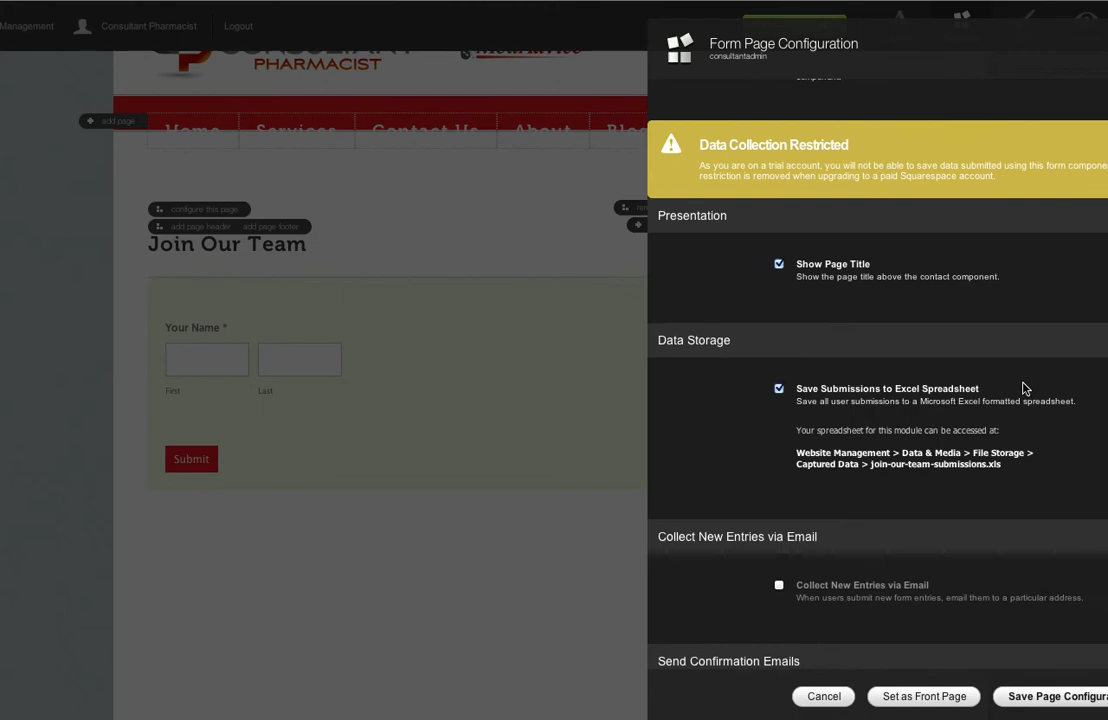 Management
Consultant Pharmacist
Logout
CONSULTANT
PHARMACIST
Form Page Configuration
consultantadmin
component.
add page
Home
Services
Contact Us
About
Blog
Data Collection Restricted
As you are on a trial account, you will not be able to save data submitted using this form compone
restriction is removed when upgrading to a paid Squarespace account.
configure this page
add page header
add page footer
Join Our Team
Your Name *
First
Last
Submit
Presentation
Show Page Title
Show the page title above the contact component.
Data Storage
Save Submissions to Excel Spreadsheet
Save all user submissions to a Microsoft Excel formatted spreadsheet.
Your spreadsheet for this module can be accessed at:
Website Management > Data & Media > File Storage >
Captured Data > join-our-team-submissions.xls
Collect New Entries via Email
Collect New Entries via Email
When users submit new form entries, email them to a particular address.
Send Confirmation Emails
Cancel
Set as Front Page
Save Page Configura